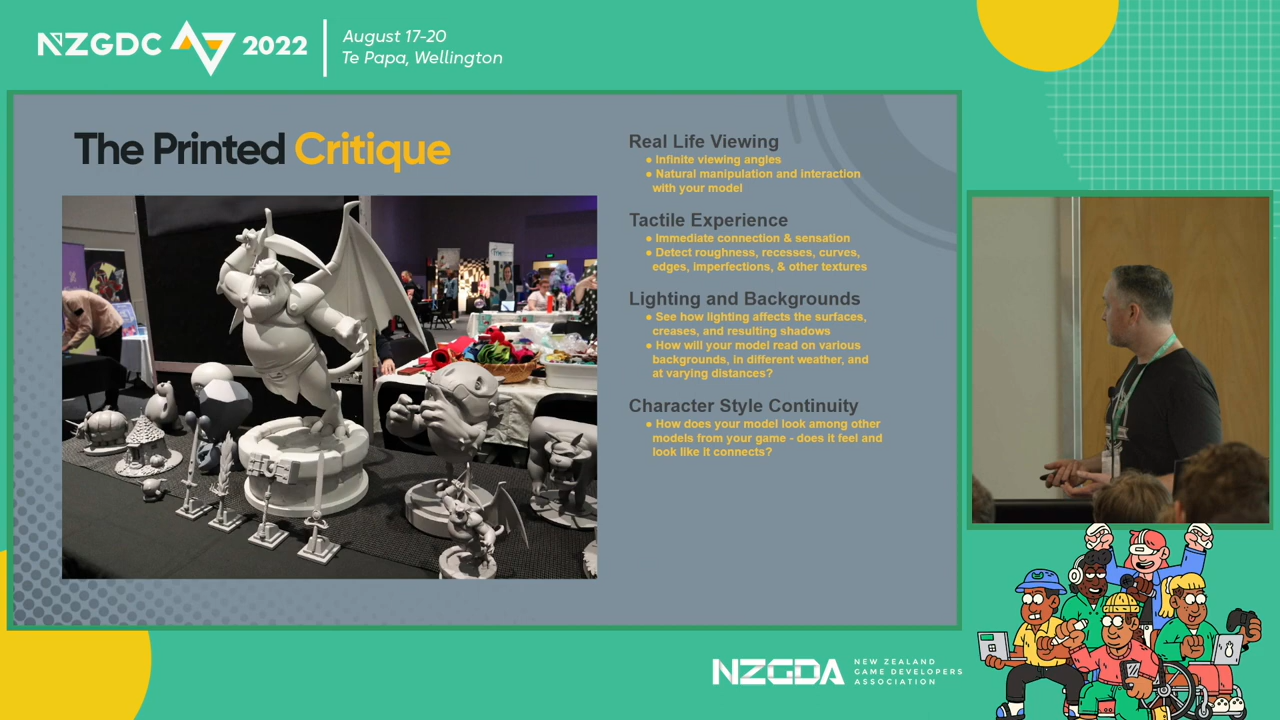 NZGDC 2022
August 17-20
Te Papa, Wellington
The Printed Critique
Real Life Viewing
● Infinite viewing angles
● Natural manipulation and interaction
with your model
Tactile Experience
● Immediate connection & sensation
● Detect roughness, recesses, curves,
edges, imperfections, & other textures
Lighting and Backgrounds
● See how lighting affects the surfaces,
creases, and resulting shadows
● How will your model read on various
backgrounds, in different weather, and
at varying distances?
Character Style Continuity
● How does your model look among other
models from your game - does it feel and
look like it connects?
NZGDA
NEW ZEALAND
GAME DEVELOPERS
ASSOCIATION